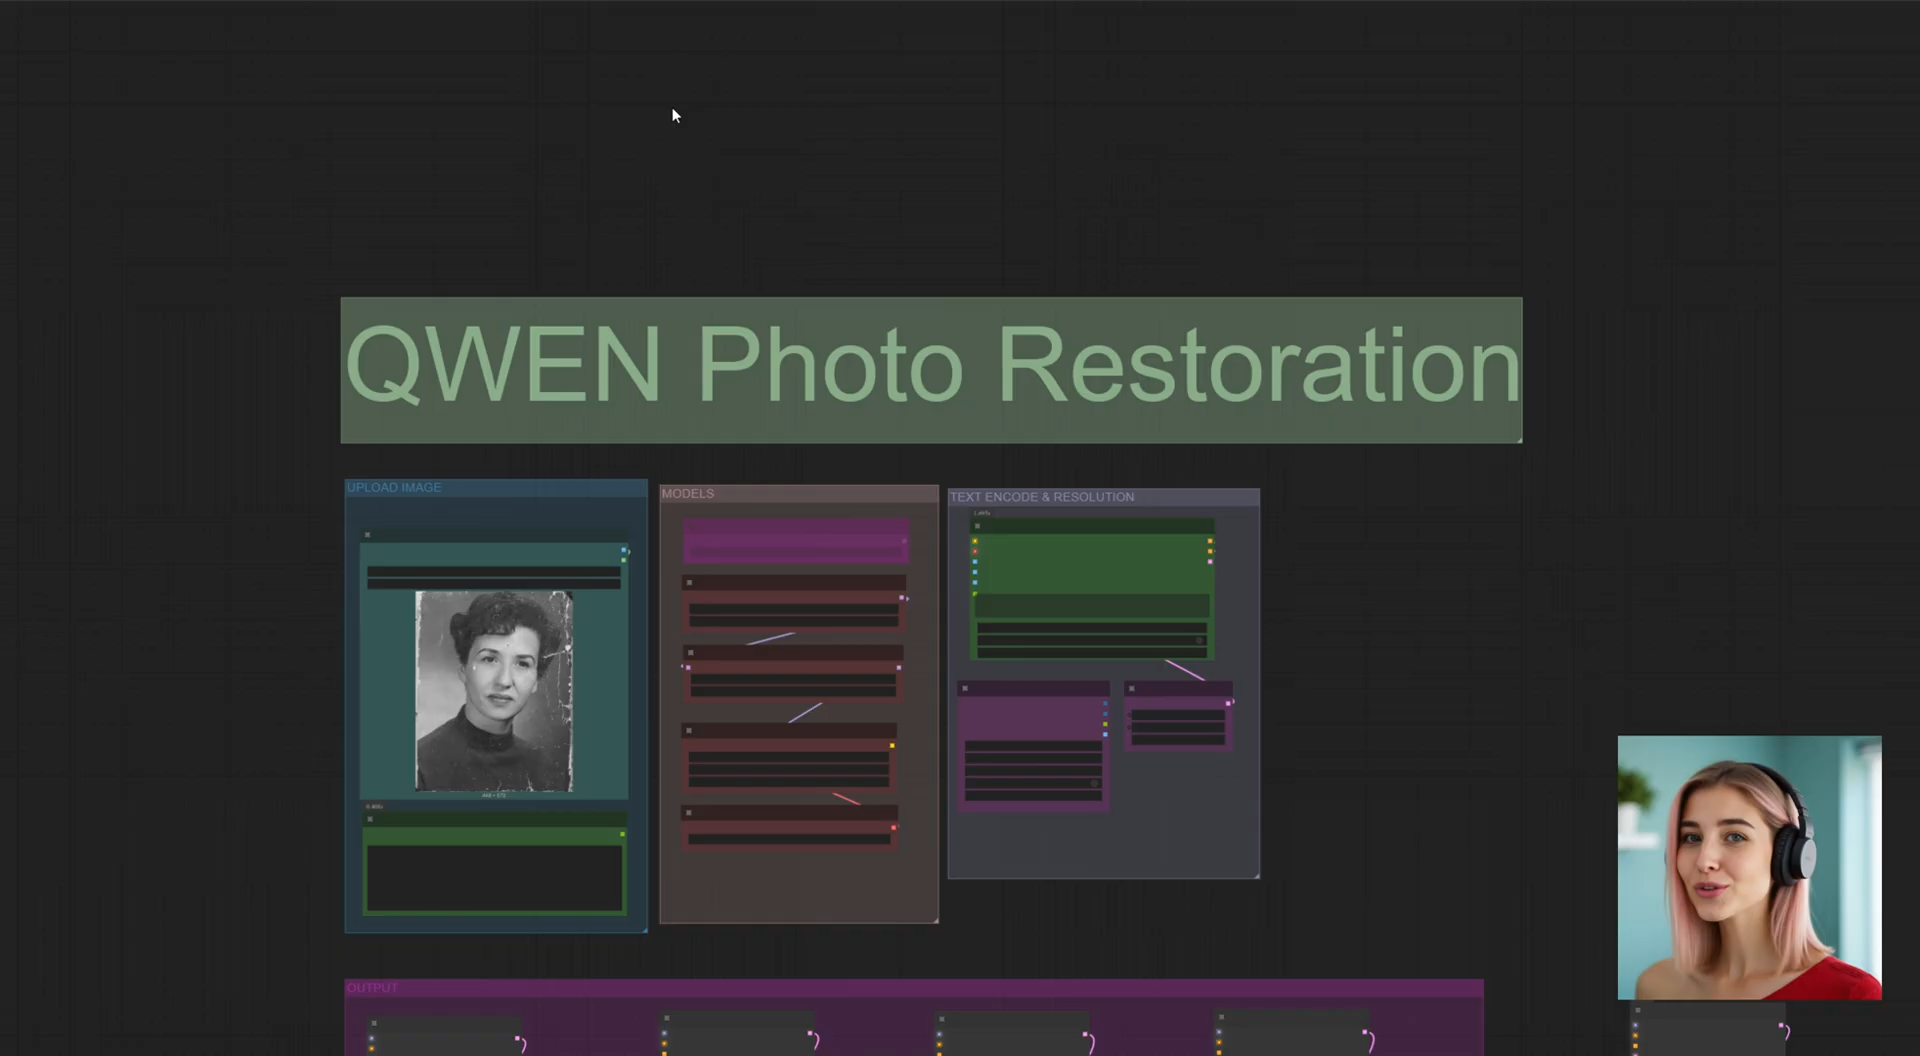 QWEN Photo Restoration
UPLOAD IMAGE
MODELS
TEXT ENCODE & RESOLUTION
OUTPUT